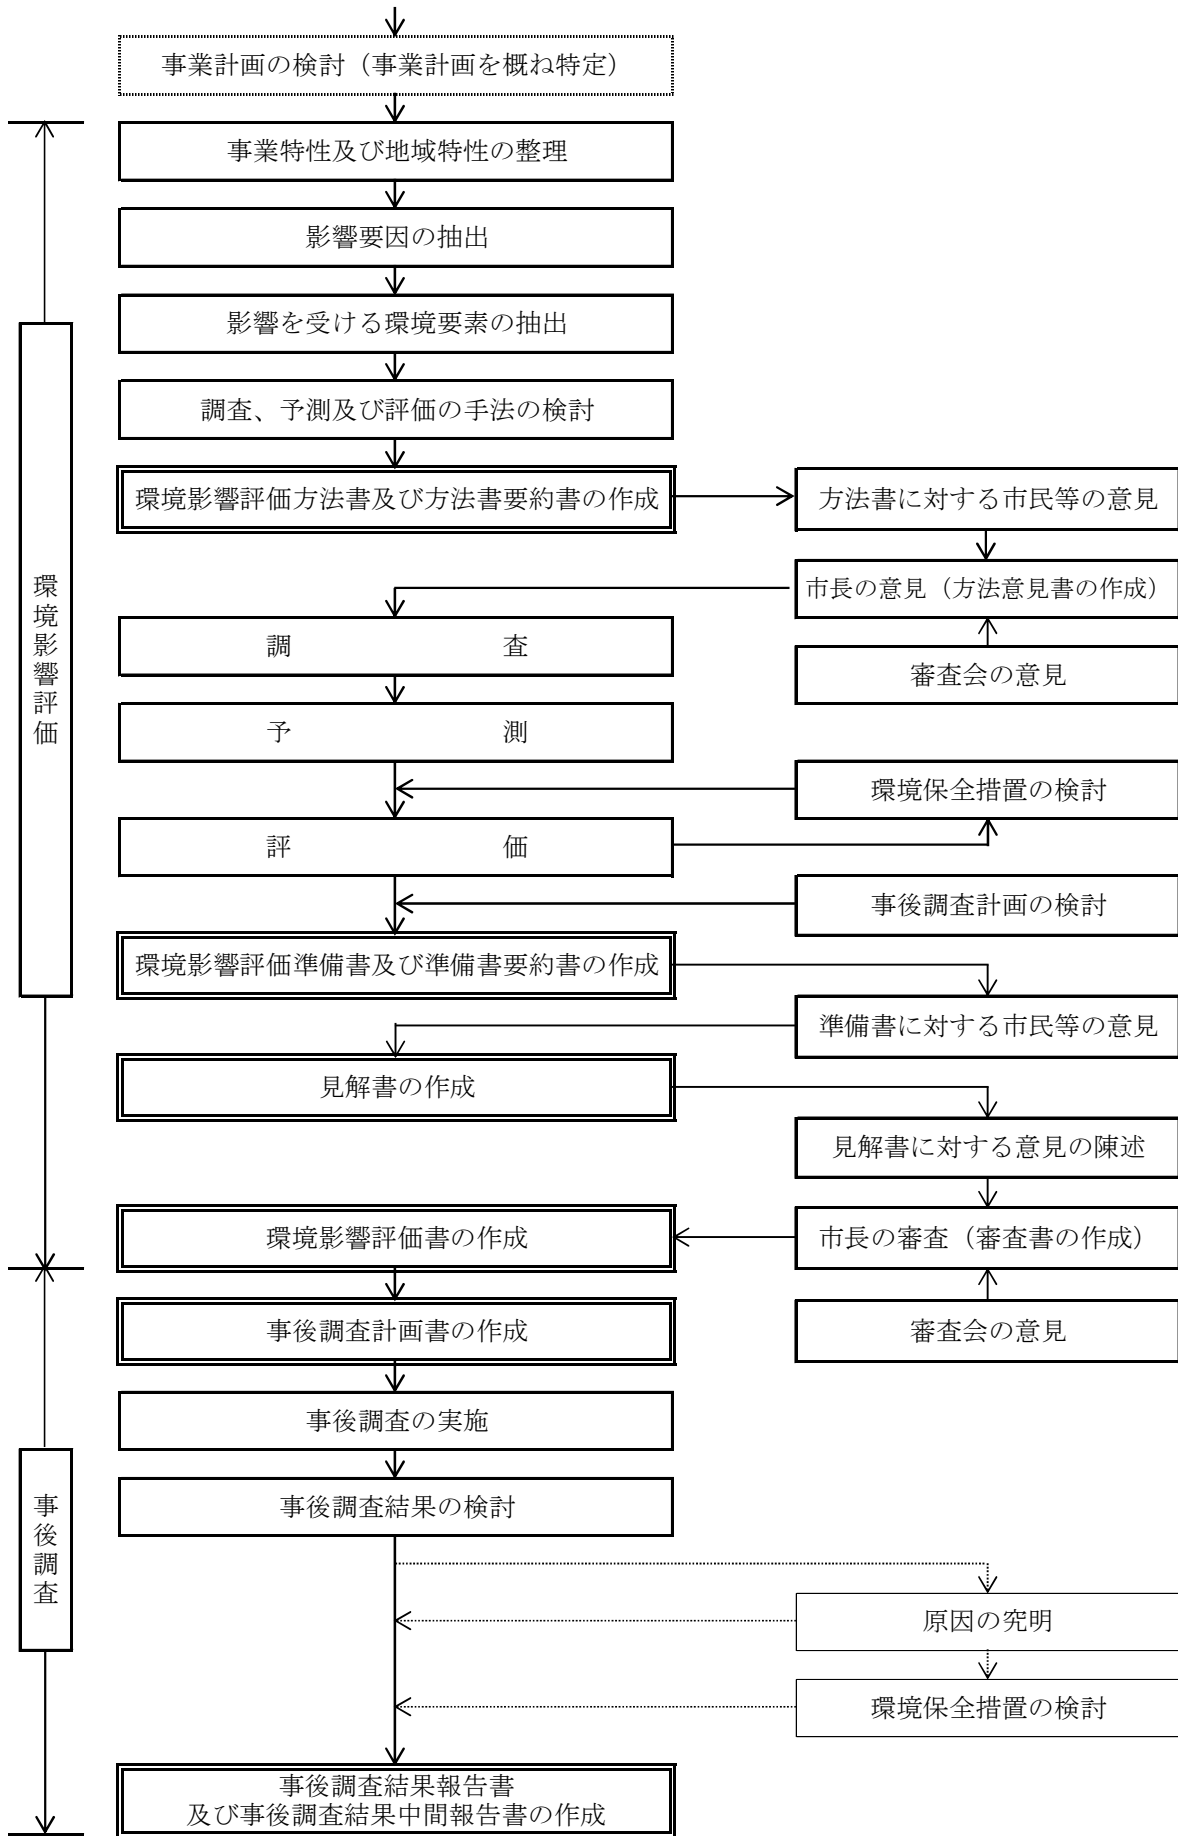 事業計画の検討（事業計画を概ね特定）
事業特性及び地域特性の整理
影響要因の抽出
影響を受ける環境要素の抽出
調査、予測及び評価の手法の検討
環境影響評価方法書及び方法書要約書の作成
方法書に対する市民等の意見
市長の意見（方法意見書の作成）
審査会の意見
調査
予測
環境保全措置の検討
評価
事後調査計画の検討
環境影響評価準備書及び準備書要約書の作成
準備書に対する市民等の意見
見解書の作成
見解書に対する意見の陳述
環境影響評価書の作成
市長の審査（審査書の作成）
審査会の意見
環境影響評価
事後調査計画書の作成
事後調査の実施
事後調査結果の検討
原因の究明
環境保全措置の検討
事後調査結果報告書
及び事後調査結果中間報告書の作成
事後調査